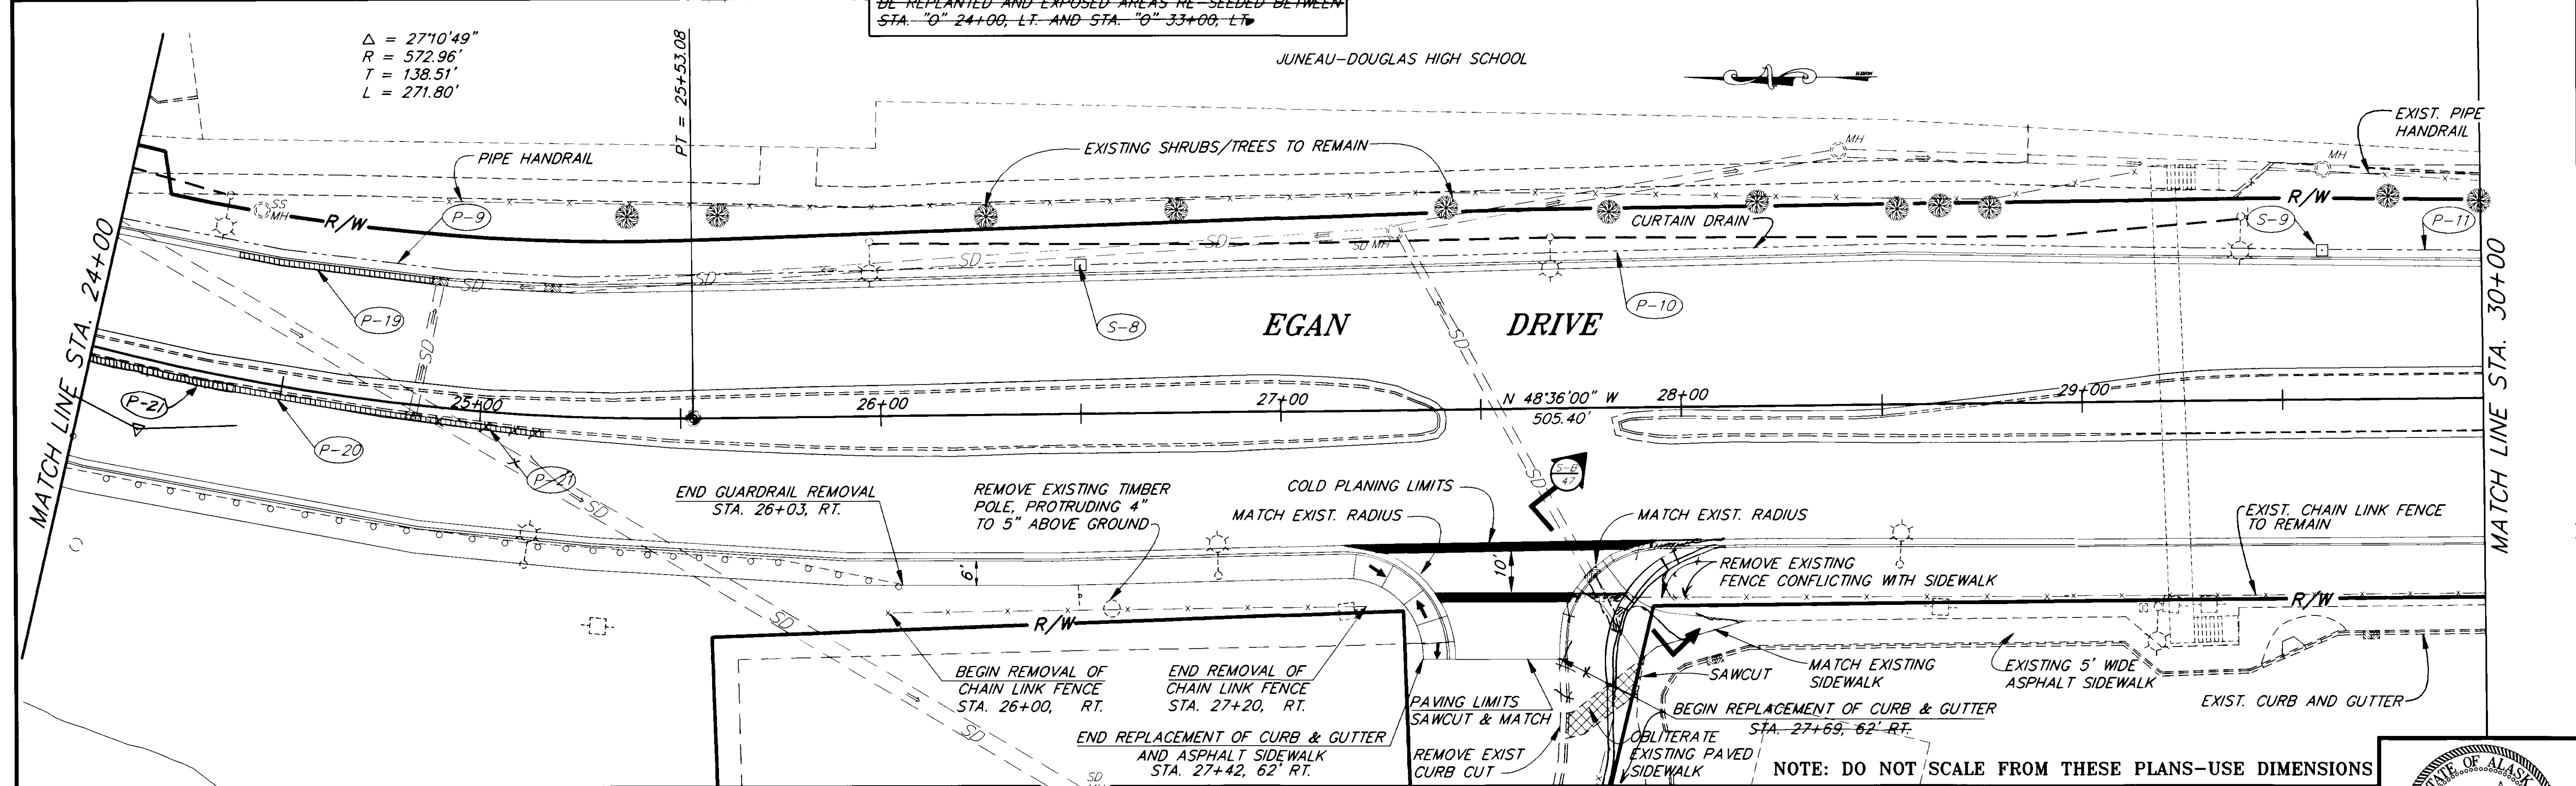 BE REPLANTED AND EXPOSED AREAS RE-SEEDED BETWEEN
STA. "O" 24+00, LT. AND STA. "O" 33+00, LT.
Δ = 27°10'49"
R = 572.96'
T = 138.51'
L = 271.80'
PT = 25+53.08
JUNEAU-DOUGLAS HIGH SCHOOL
N
EXIST. PIPE
HANDRAIL
PIPE HANDRAIL
EXISTING SHRUBS/TREES TO REMAIN
MH
MH
SS
MH
R/W
P-9
R/W
CURTAIN DRAIN
S-9
P-11
SD
SD MH
SD
SD
SD
P-19
S-8
P-10
SD
SD
EGAN DRIVE
MATCH LINE STA. 24+00
MATCH LINE STA. 30+00
P-21
25+00
26+00
27+00
N 48°36'00" W
505.40'
28+00
29+00
P-20
P-21
SD
SD
S-8
47
END GUARDRAIL REMOVAL
STA. 26+03, RT.
REMOVE EXISTING TIMBER
POLE, PROTRUDING 4"
TO 5" ABOVE GROUND
COLD PLANING LIMITS
MATCH EXIST. RADIUS
MATCH EXIST. RADIUS
EXIST. CHAIN LINK FENCE
TO REMAIN
6'
10'
REMOVE EXISTING
FENCE CONFLICTING WITH SIDEWALK
R/W
R/W
SD
BEGIN REMOVAL OF
CHAIN LINK FENCE
STA. 26+00, RT.
END REMOVAL OF
CHAIN LINK FENCE
STA. 27+20, RT.
SAWCUT
MATCH EXISTING
SIDEWALK
EXISTING 5' WIDE
ASPHALT SIDEWALK
EXIST. CURB AND GUTTER
PAVING LIMITS
SAWCUT & MATCH
BEGIN REPLACEMENT OF CURB & GUTTER
STA. 27+69, 62' RT.
SD
END REPLACEMENT OF CURB & GUTTER
AND ASPHALT SIDEWALK
STA. 27+42, 62' RT.
REMOVE EXIST
CURB CUT
OBLITERATE
EXISTING PAVED
SIDEWALK
SD
NOTE: DO NOT SCALE FROM THESE PLANS-USE DIMENSIONS
STATE OF ALASK